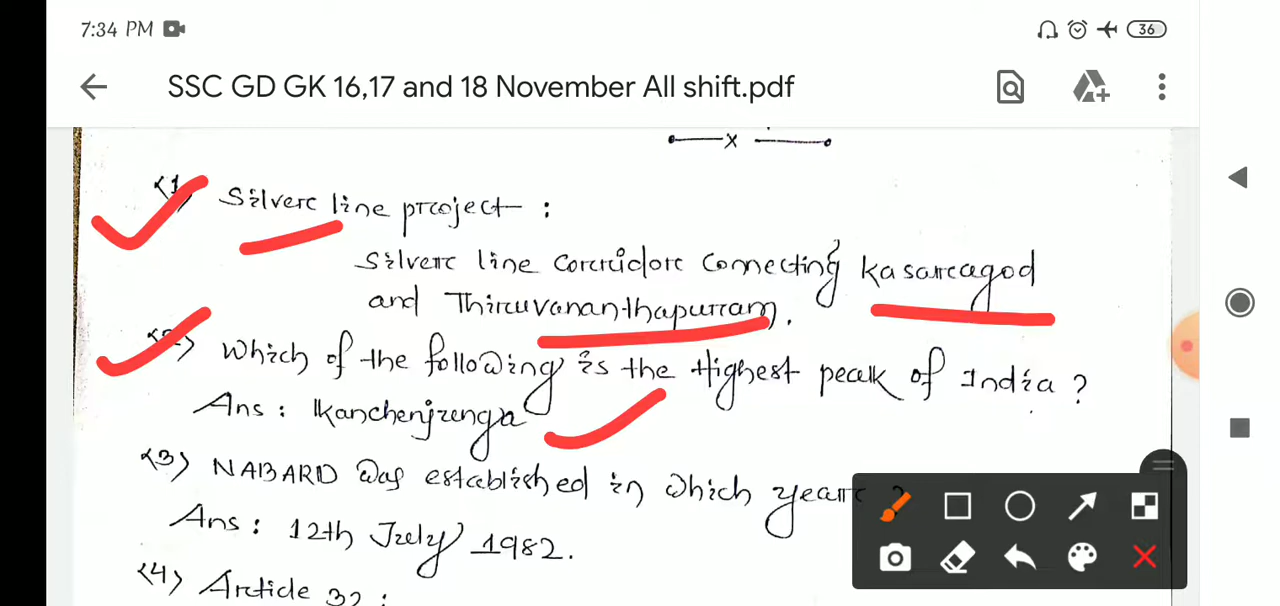 7:34 PM
36
SSC GD GK 16,17 and 18 November All shift.pdf
(1) Silver line project :
Silver line corridor connecting Kasaragod
and Thiruvananthapuram.
(2) Which of the following is the Highest peak of India ?
Ans : Kanchenjunga
(3) NABARD was established in which year ?
Ans : 12th July 1982.
(4) Article 32 :